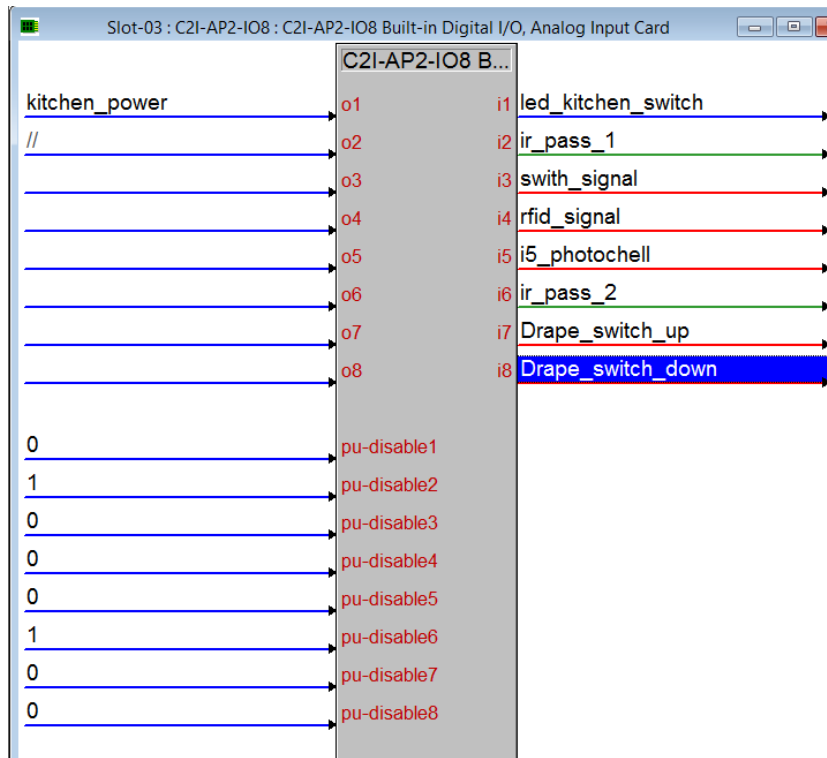 Slot-03 : C2I-AP2-IO8 : C2I-AP2-IO8 Built-in Digital I/O, Analog Input Card
C2I-AP2-IO8 B...
kitchen_power o1 i1 led_kitchen_switch
// o2 i2 ir_pass_1
o3 i3 swith_signal
o4 i4 rfid_signal
o5 i5 i5_photochell
o6 i6 ir_pass_2
o7 i7 Drape_switch_up
o8 i8 Drape_switch_down
0 pu-disable1
1 pu-disable2
0 pu-disable3
0 pu-disable4
0 pu-disable5
1 pu-disable6
0 pu-disable7
0 pu-disable8